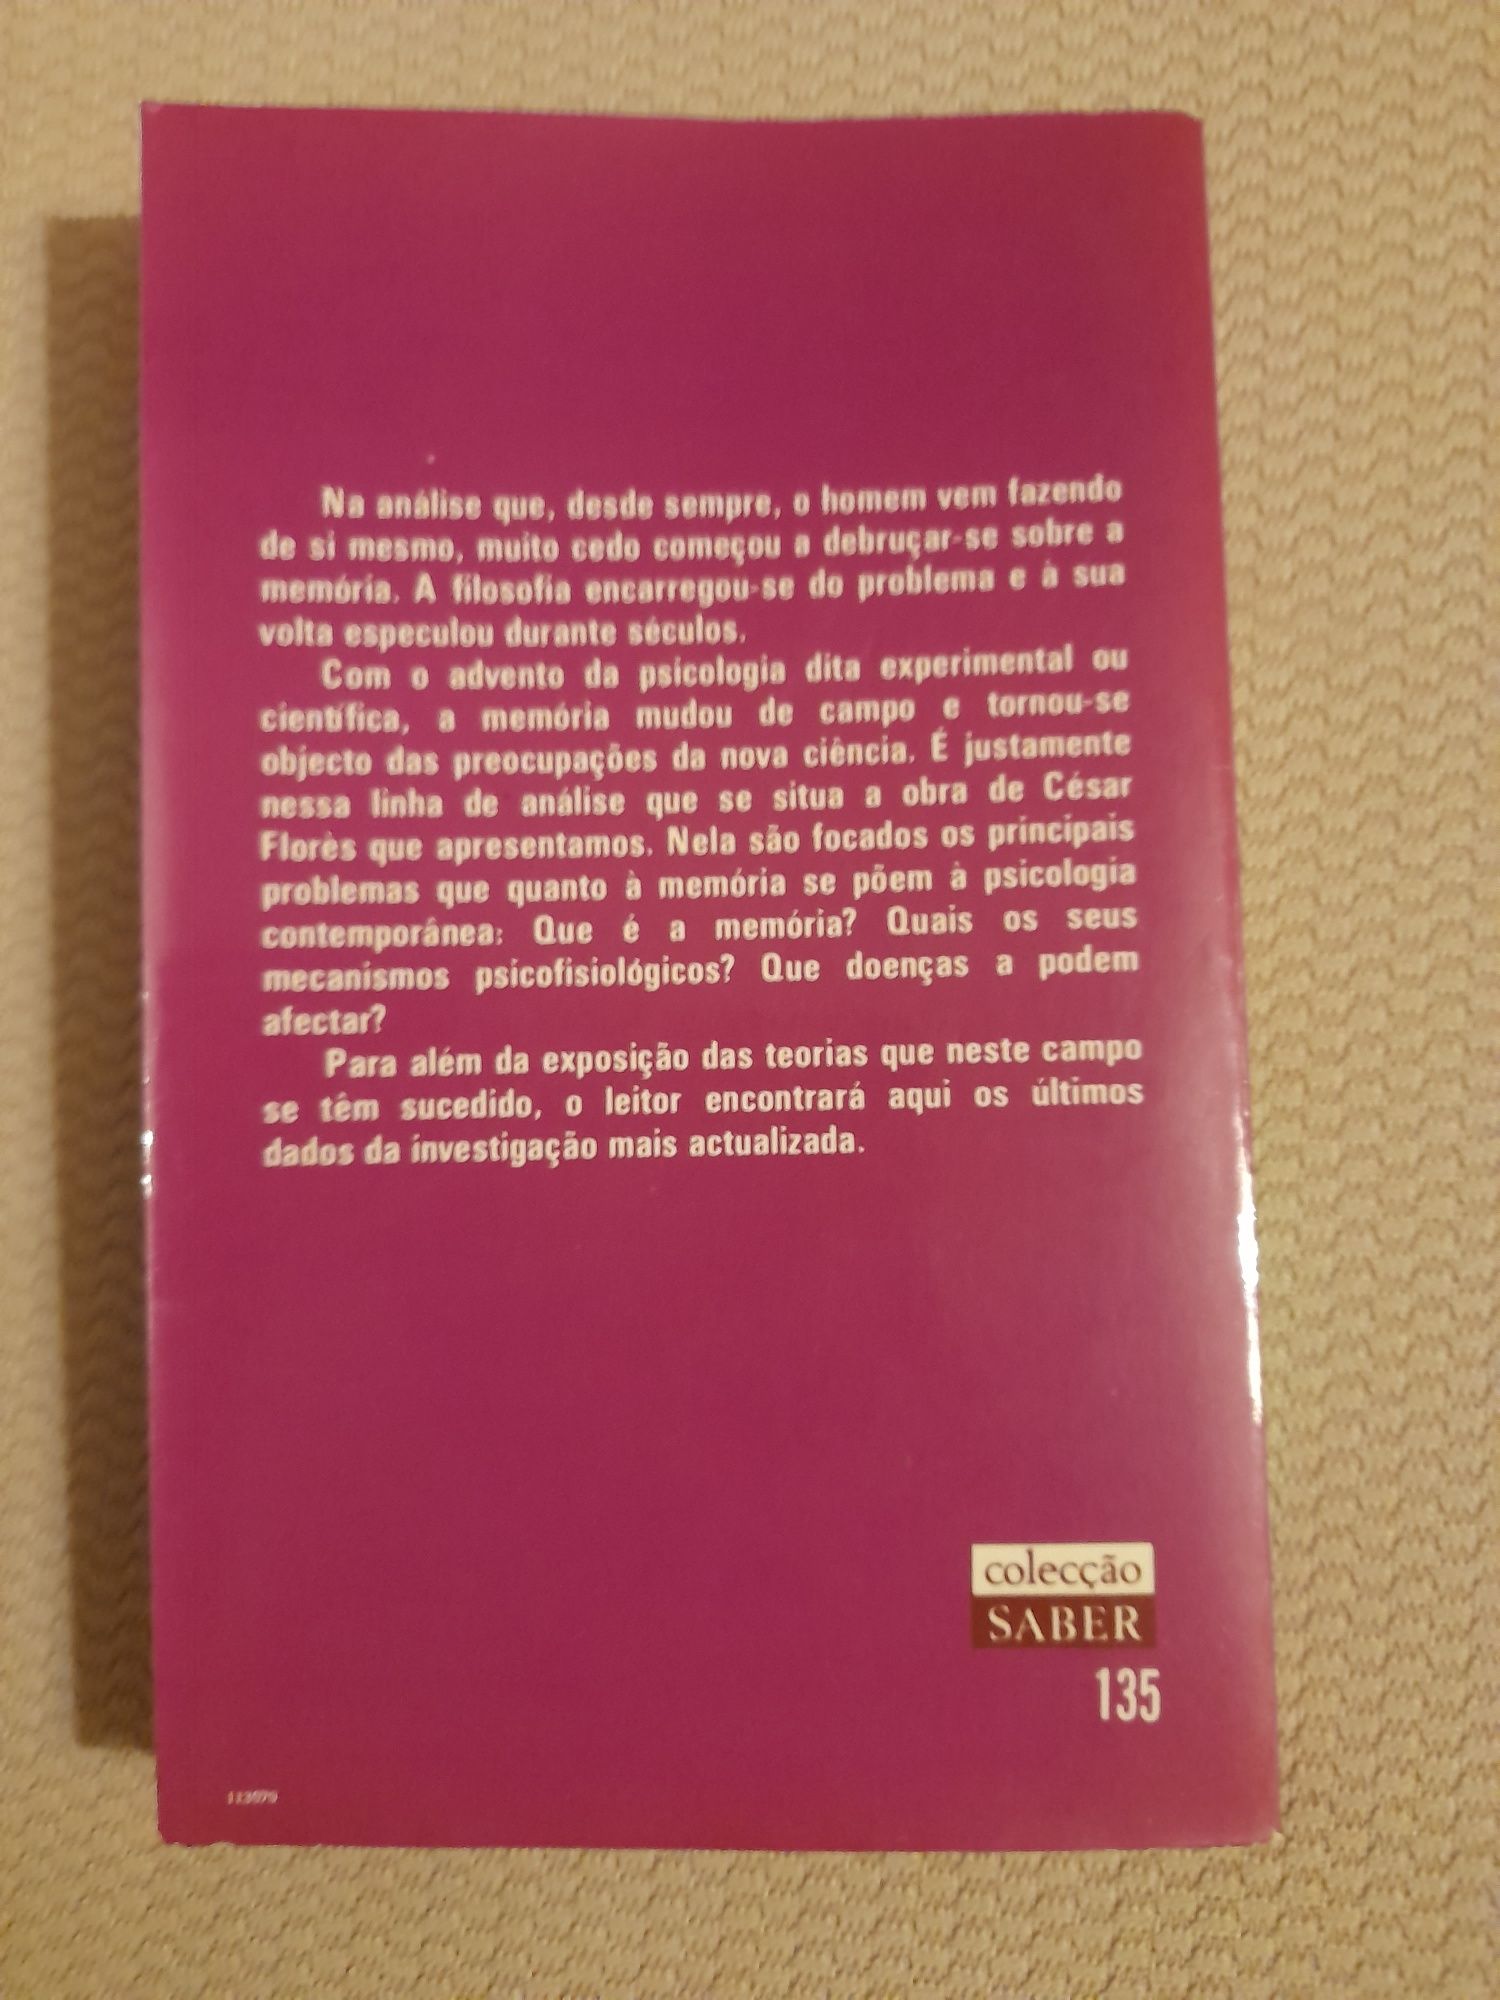 Na análise que, desde sempre, o homem vem fazendo
de si mesmo, muito cedo começou a debruçar-se sobre a
memória. A filosofia encarregou-se do problema e à sua
volta especulou durante séculos.
Com o advento da psicologia dita experimental ou
científica, a memória mudou de campo e tornou-se
objecto das preocupações da nova ciência. É justamente
nessa linha de análise que se situa a obra de César
Florès que apresentamos. Nela são focados os principais
problemas que quanto à memória se põem à psicologia
contemporânea: Que é a memória? Quais os seus
mecanismos psicofisiológicos? Que doenças a podem
afectar?
Para além da exposição das teorias que neste campo
se têm sucedido, o leitor encontrará aqui os últimos
dados da investigação mais actualizada.
colecção
SABER
135